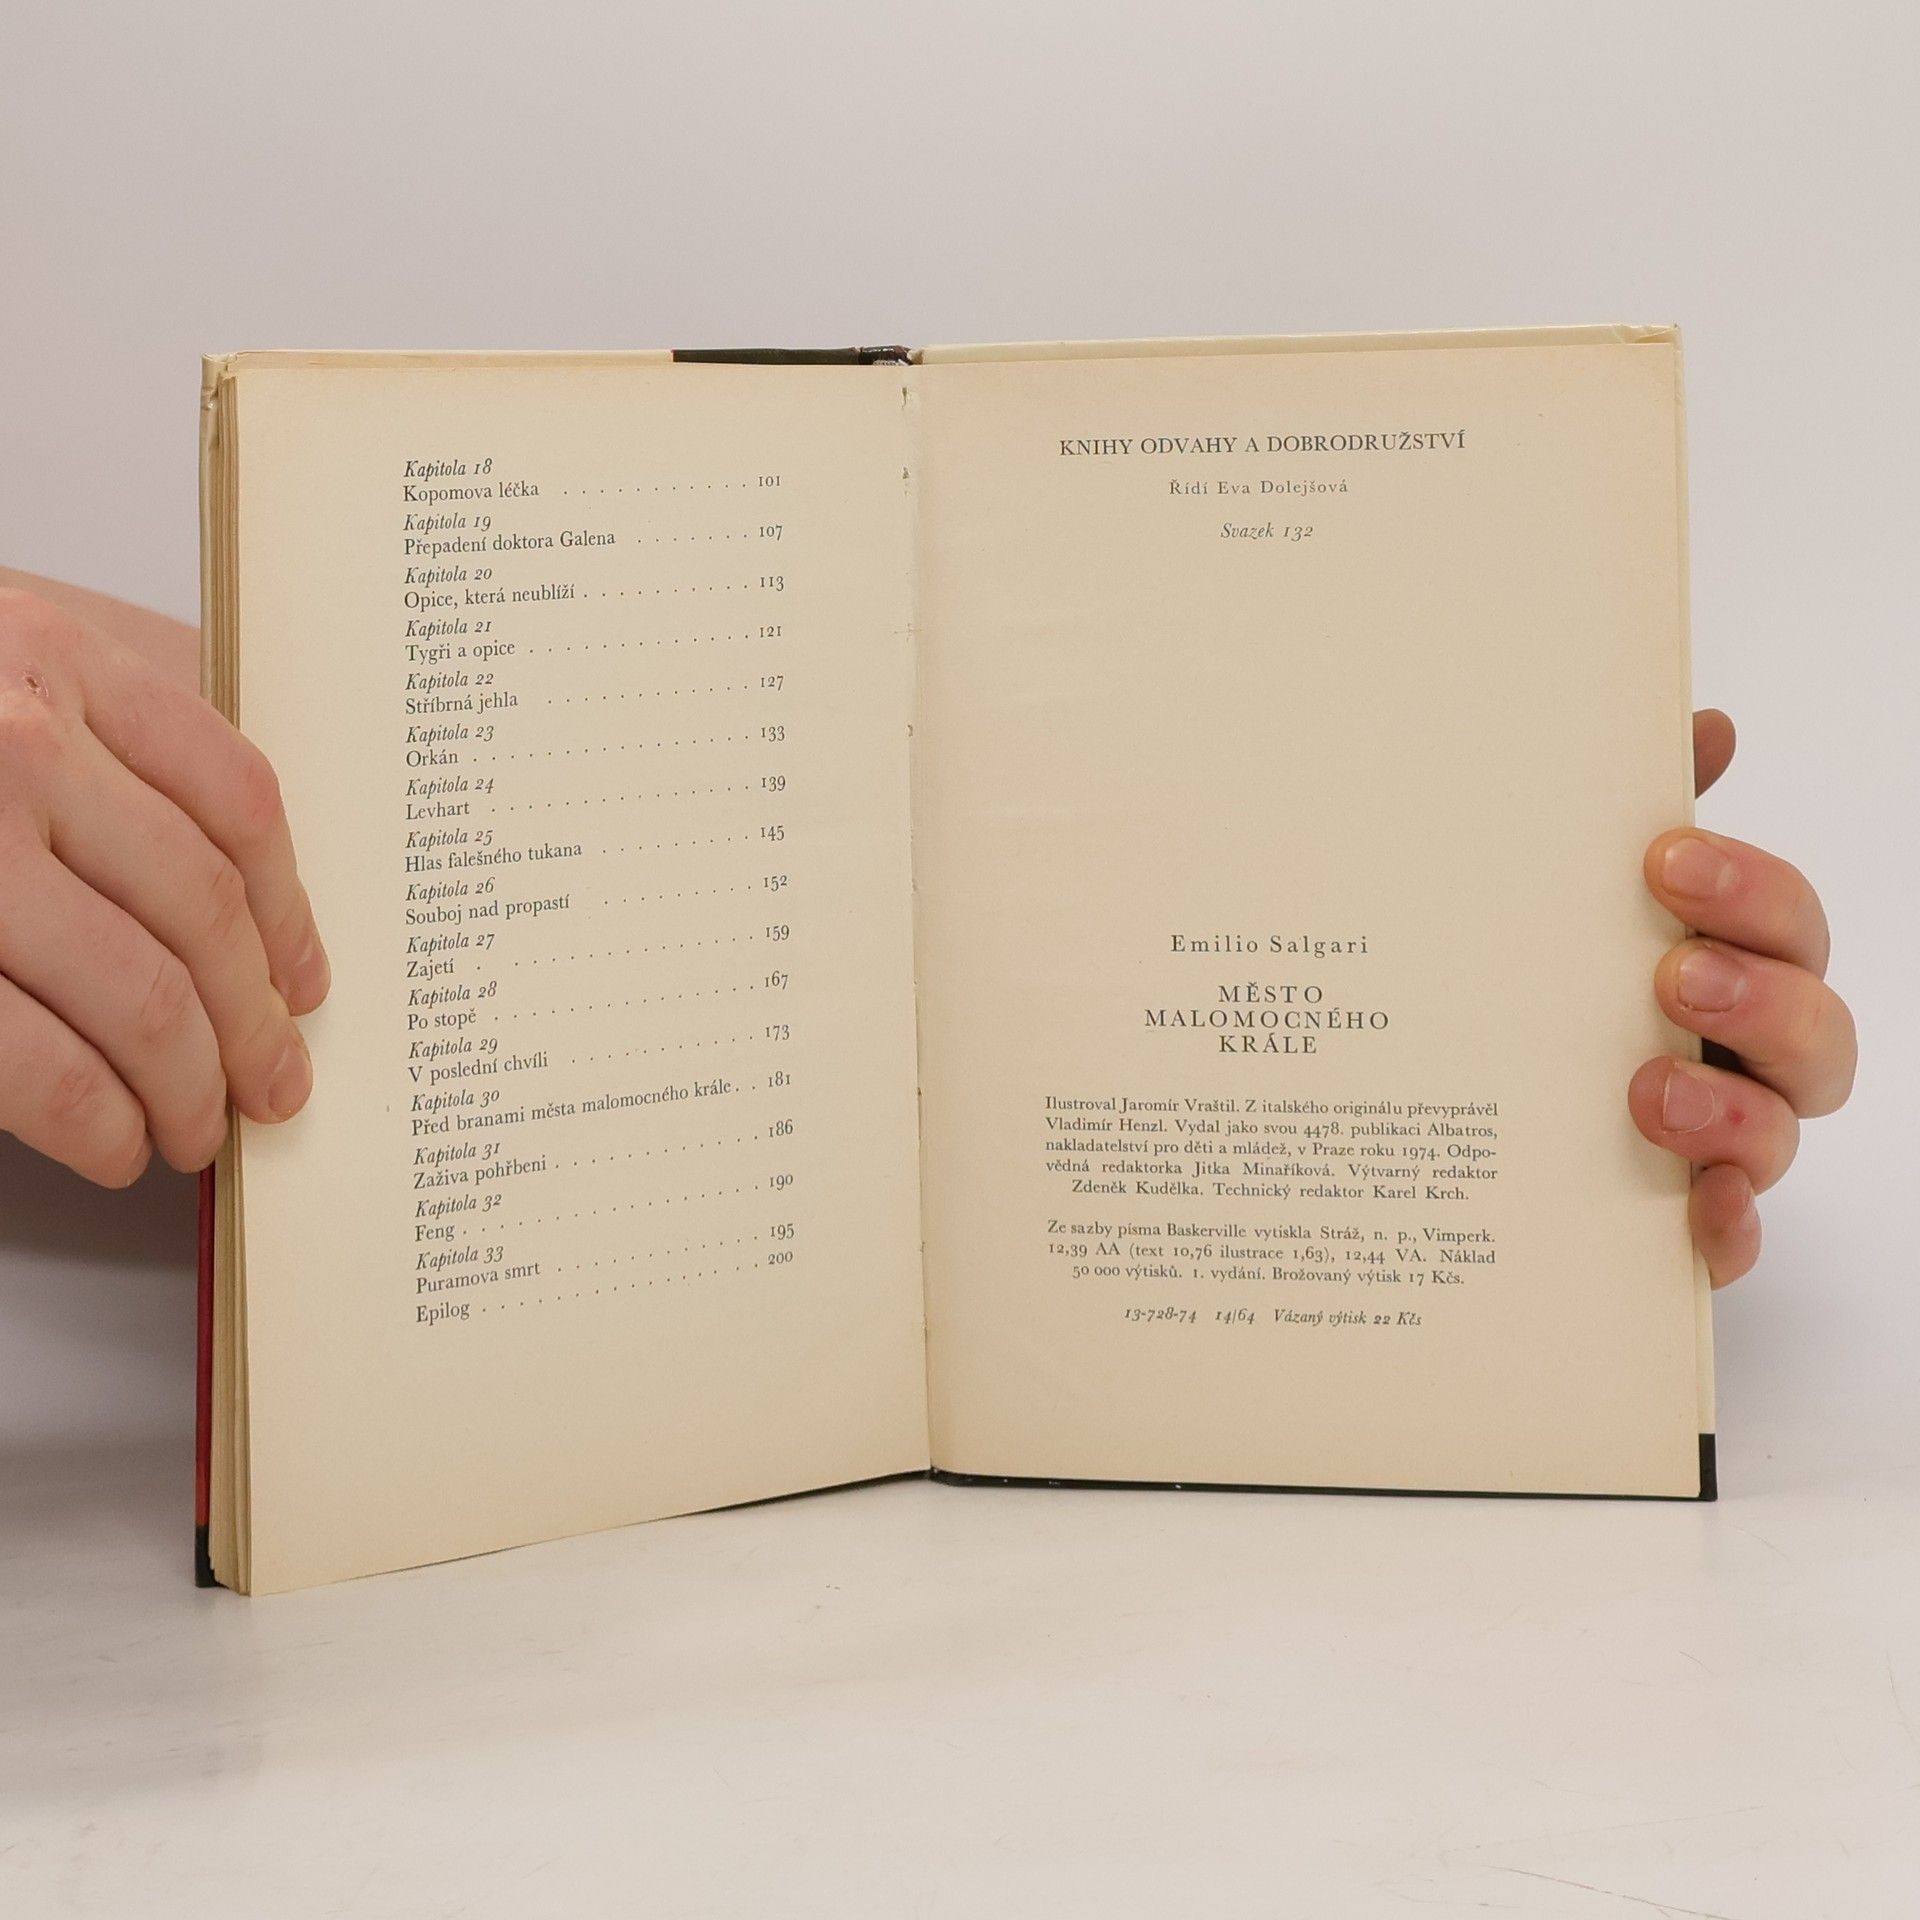 Kapitola 18
Kopomova léčka . . . . . . . . . . . 101
Kapitola 19
Přepadení doktora Galena . . . . . . . 107
Kapitola 20
Opice, která neublíží . . . . . . . . . . 113
Kapitola 21
Tygři a opice . . . . . . . . . . . . . 121
Kapitola 22
Stříbrná jehla . . . . . . . . . . . . 127
Kapitola 23
Orkán . . . . . . . . . . . . . . . . 133
Kapitola 24
Levhart . . . . . . . . . . . . . . . 139
Kapitola 25
Hlas falešného tukana . . . . . . . . . 145
Kapitola 26
Souboj nad propastí . . . . . . . . . 152
Kapitola 27
Zajetí . . . . . . . . . . . . . . . 159
Kapitola 28
Po stopě . . . . . . . . . . . . . . . 167
Kapitola 29
V poslední chvíli . . . . . . . . . . . 173
Kapitola 30
Před branami města malomocného krále . . 181
Kapitola 31
Zaživa pohřbeni . . . . . . . . . . . . 186
Kapitola 32
Feng . . . . . . . . . . . . . . . . . 190
Kapitola 33
Puramova smrt . . . . . . . . . . . . 195
Epilog . . . . . . . . . . . . . . . . 200
KNIHY ODVAHY A DOBRODRUŽSTVÍ
Řídí Eva Dolejšová
Svazek 132
Emilio Salgari
MĚSTO
MALOMOCNÉHO
KRÁLE
Ilustroval Jaromír Vraštil. Z italského originálu převyprávěl
Vladimír Henzl. Vydal jako svou 4478. publikaci Albatros,
nakladatelství pro děti a mládež, v Praze roku 1974. Odpo-
vědná redaktorka Jitka Minaříková. Výtvarný redaktor
Zdeněk Kudělka. Technický redaktor Karel Krch.
Ze sazby písma Baskerville vytiskla Stráž, n. p., Vimperk.
12,39 AA (text 10,76 ilustrace 1,63), 12,44 VA. Náklad
50 000 výtisků. 1. vydání. Brožovaný výtisk 17 Kčs.
13-728-74 14/64 Vázaný výtisk 22 Kčs